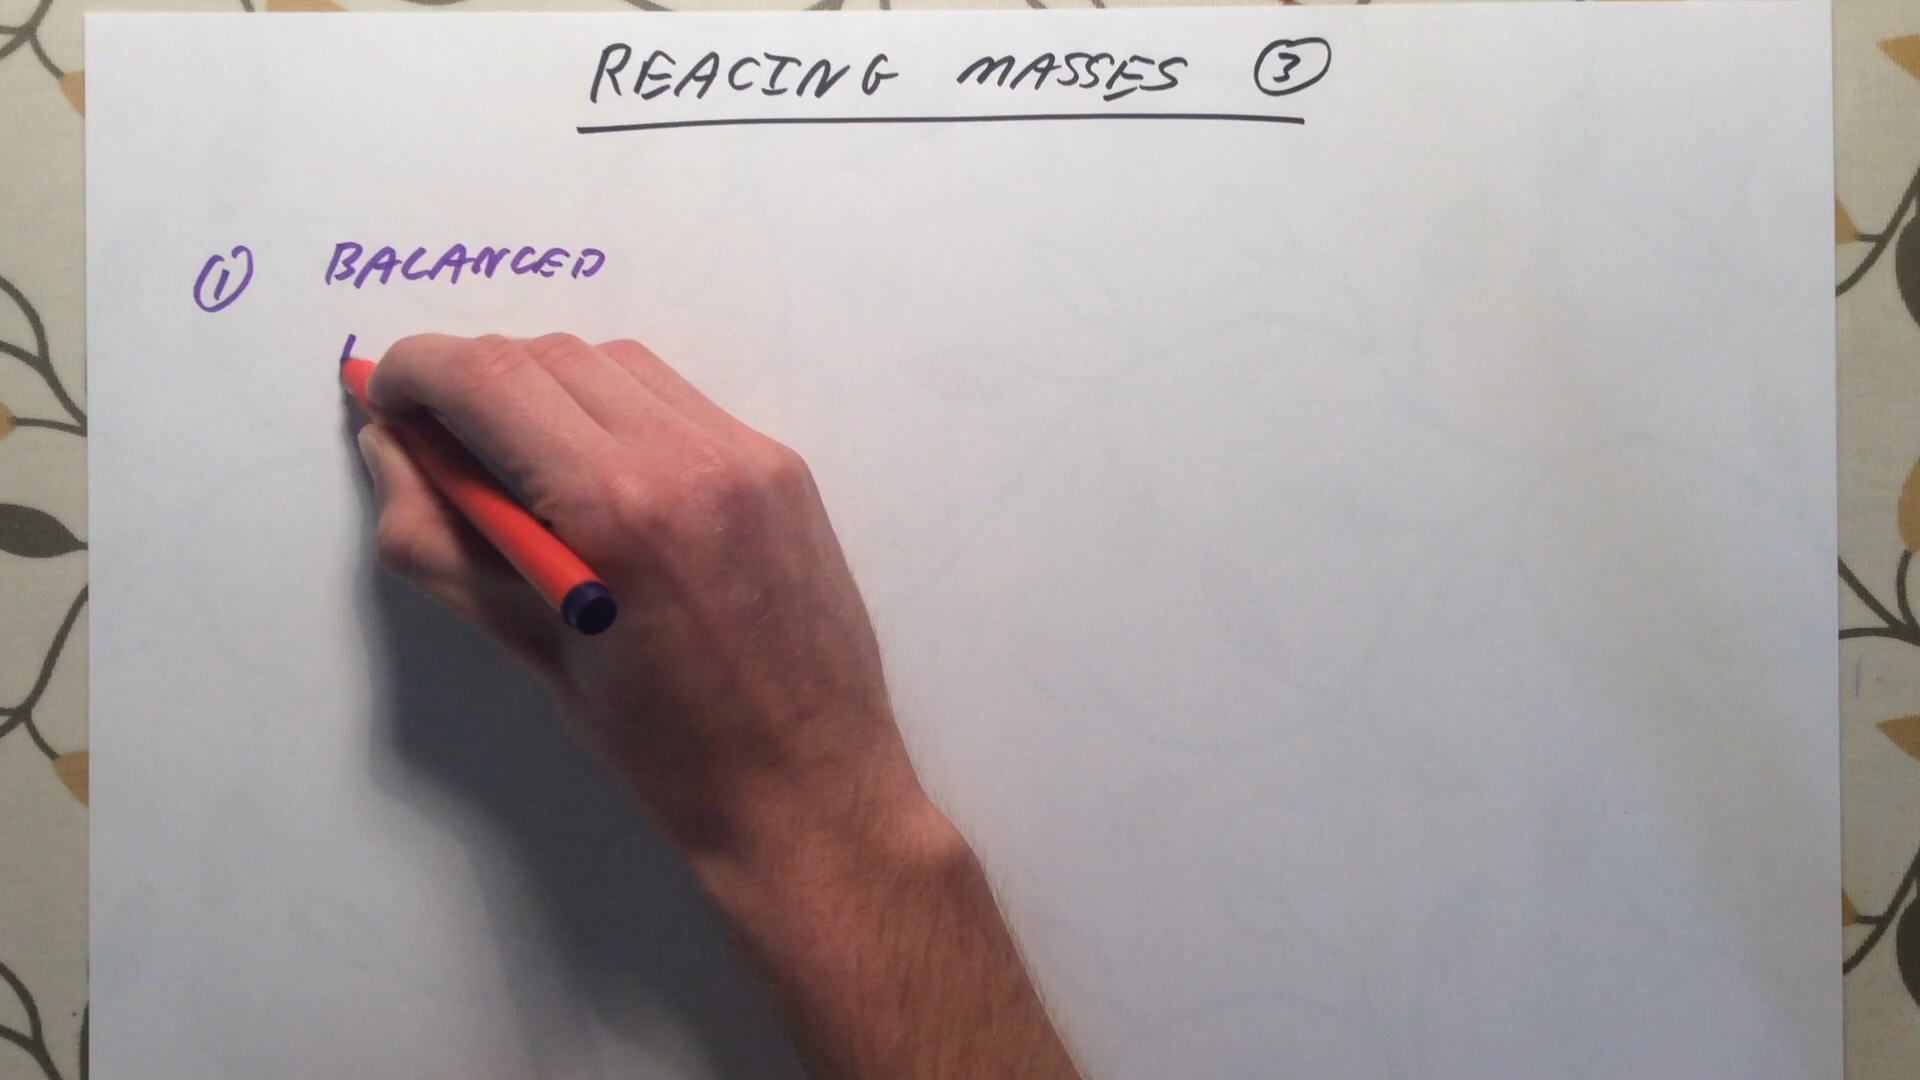 REACING MASSES ③
① BALANCED